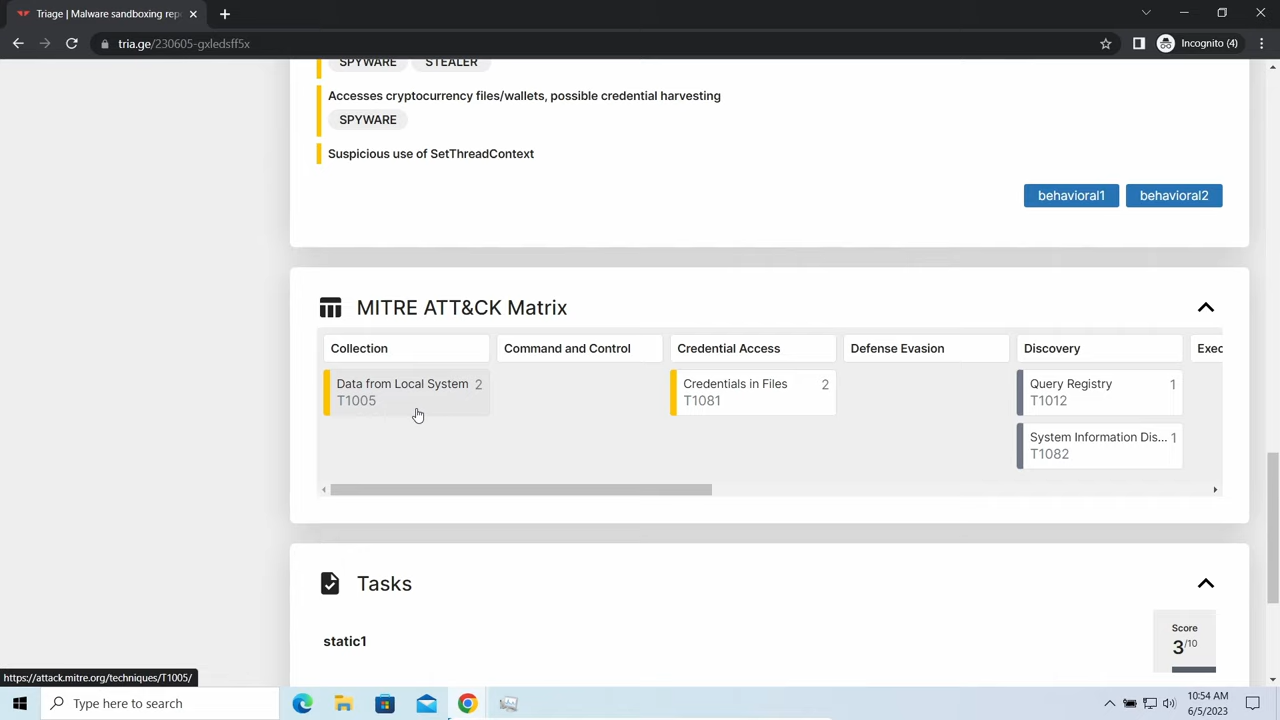 Triage | Malware sandboxing rep
tria.ge/230605-gxledsff5x
Incognito (4)
SPYWARE STEALER
Accesses cryptocurrency files/wallets, possible credential harvesting
SPYWARE
Suspicious use of SetThreadContext
behavioral1 behavioral2
MITRE ATT&CK Matrix
Collection Command and Control Credential Access Defense Evasion Discovery Exec
Data from Local System 2 Credentials in Files 2 Query Registry 1
T1005 T1081 T1012
System Information Dis... 1
T1082
Tasks
static1
Score
3/10
https://attack.mitre.org/techniques/T1005/
Type here to search
10:54 AM
6/5/2023